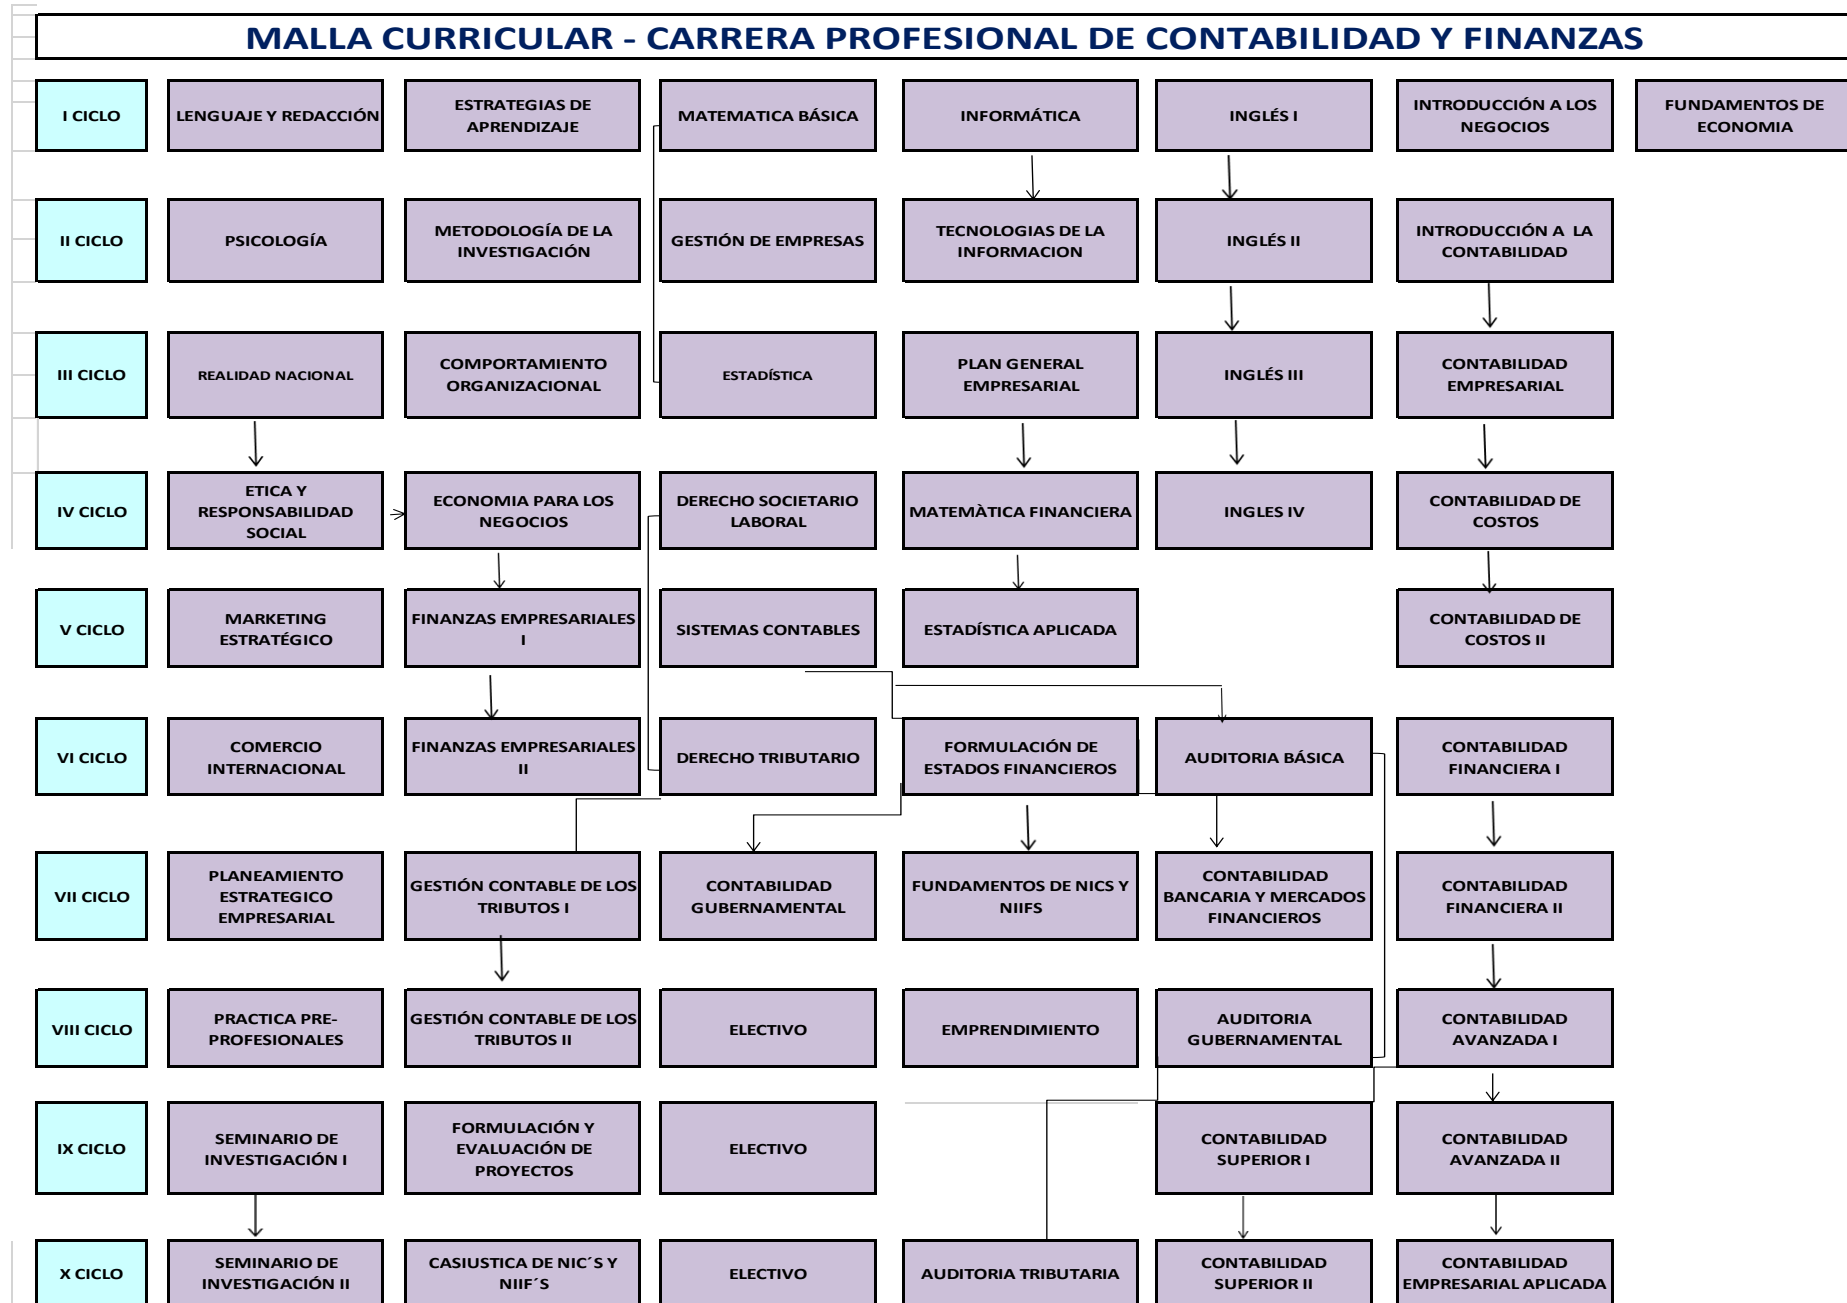 MALLA CURRICULAR - CARRERA PROFESIONAL DE CONTABILIDAD Y FINANZAS
I CICLO
LENGUAJE Y REDACCIÓN
ESTRATEGIAS DE
APRENDIZAJE
MATEMATICA BÁSICA
INFORMÁTICA
INGLÉS I
INTRODUCCIÓN A LOS
NEGOCIOS
FUNDAMENTOS DE
ECONOMIA
II CICLO
PSICOLOGÍA
METODOLOGÍA DE LA
INVESTIGACIÓN
GESTIÓN DE EMPRESAS
TECNOLOGIAS DE LA
INFORMACION
INGLÉS II
INTRODUCCIÓN A LA
CONTABILIDAD
III CICLO
REALIDAD NACIONAL
COMPORTAMIENTO
ORGANIZACIONAL
ESTADÍSTICA
PLAN GENERAL
EMPRESARIAL
INGLÉS III
CONTABILIDAD
EMPRESARIAL
IV CICLO
ETICA Y
RESPONSABILIDAD
SOCIAL
ECONOMIA PARA LOS
NEGOCIOS
DERECHO SOCIETARIO
LABORAL
MATEMÀTICA FINANCIERA
INGLES IV
CONTABILIDAD DE
COSTOS
V CICLO
MARKETING
ESTRATÉGICO
FINANZAS EMPRESARIALES
I
SISTEMAS CONTABLES
ESTADÍSTICA APLICADA
CONTABILIDAD DE
COSTOS II
VI CICLO
COMERCIO
INTERNACIONAL
FINANZAS EMPRESARIALES
II
DERECHO TRIBUTARIO
FORMULACIÓN DE
ESTADOS FINANCIEROS
AUDITORIA BÁSICA
CONTABILIDAD
FINANCIERA I
VII CICLO
PLANEAMIENTO
ESTRATEGICO
EMPRESARIAL
GESTIÓN CONTABLE DE LOS
TRIBUTOS I
CONTABILIDAD
GUBERNAMENTAL
FUNDAMENTOS DE NICS Y
NIIFS
CONTABILIDAD
BANCARIA Y MERCADOS
FINANCIEROS
CONTABILIDAD
FINANCIERA II
VIII CICLO
PRACTICA PRE-
PROFESIONALES
GESTIÓN CONTABLE DE LOS
TRIBUTOS II
ELECTIVO
EMPRENDIMIENTO
AUDITORIA
GUBERNAMENTAL
CONTABILIDAD
AVANZADA I
IX CICLO
SEMINARIO DE
INVESTIGACIÓN I
FORMULACIÓN Y
EVALUACIÓN DE
PROYECTOS
ELECTIVO
CONTABILIDAD
SUPERIOR I
CONTABILIDAD
AVANZADA II
X CICLO
SEMINARIO DE
INVESTIGACIÓN II
CASIUSTICA DE NIC´S Y
NIIF´S
ELECTIVO
AUDITORIA TRIBUTARIA
CONTABILIDAD
SUPERIOR II
CONTABILIDAD
EMPRESARIAL APLICADA